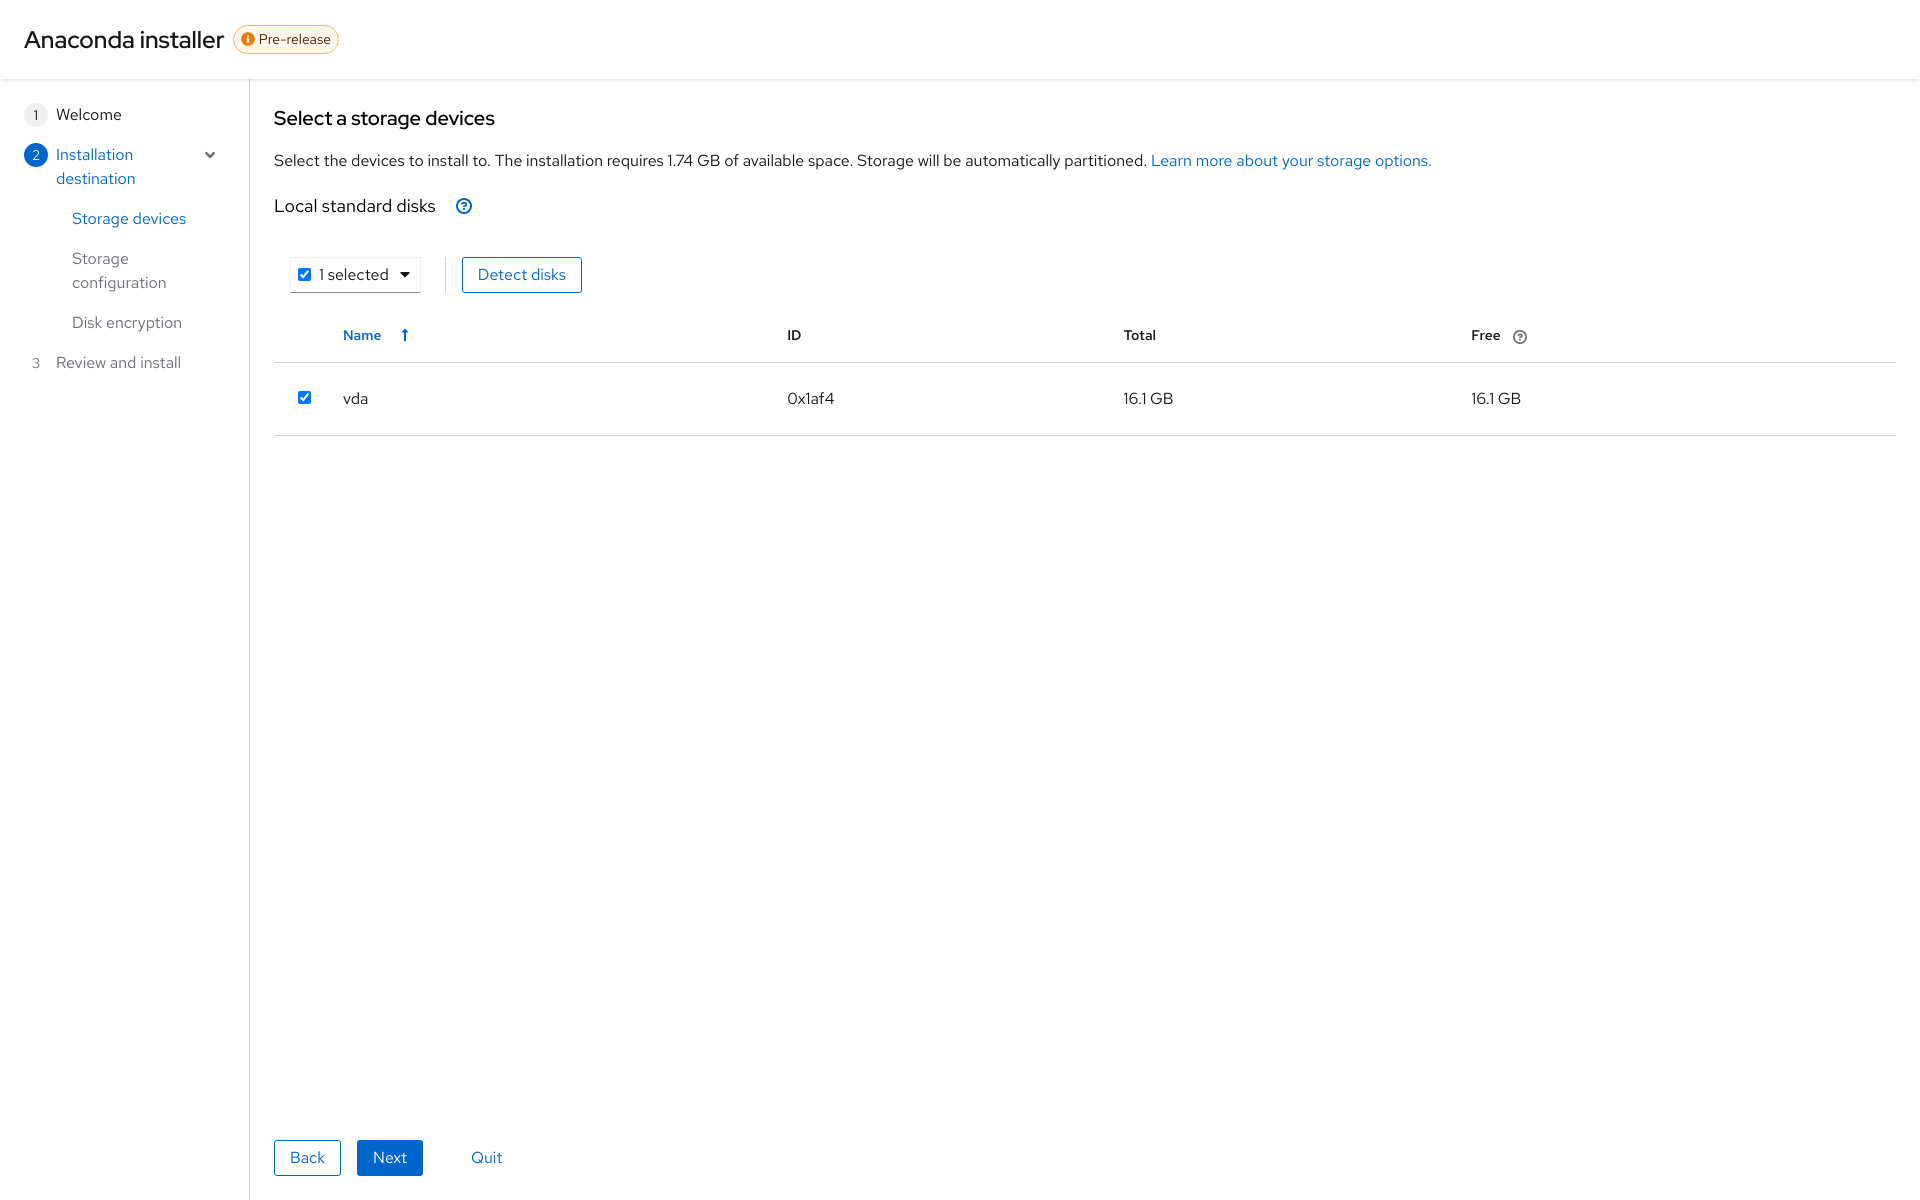 Anaconda installer
Pre-release
1 Welcome
2 Installation
destination
Storage devices
Storage
configuration
Disk encryption
3 Review and install
Select a storage devices
Select the devices to install to. The installation requires 1.74 GB of available space. Storage will be automatically partitioned. Learn more about your storage options.
Local standard disks
1 selected
Detect disks
Name ID Total Free
vda 0x1af4 16.1 GB 16.1 GB
Back Next Quit